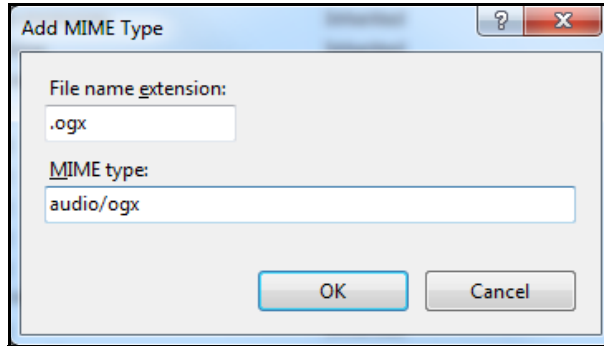 Add MIME Type
?
File name extension:
.ogx
MIME type:
audio/ogx
OK
Cancel